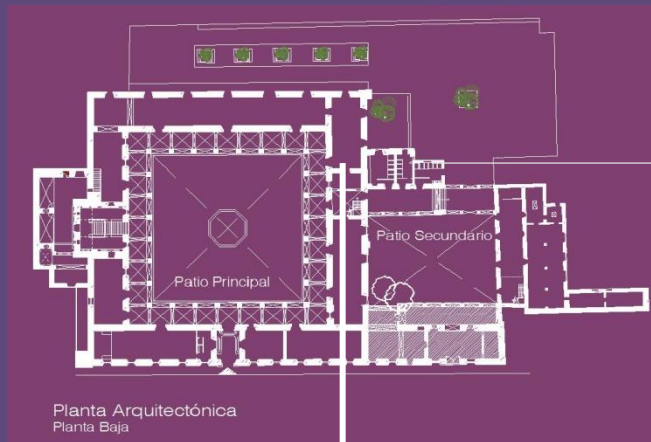 Patio Secundario
Patio Principal
Planta Arquitectónica
Planta Baja